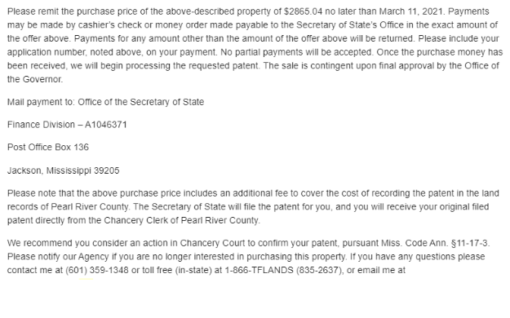 Please remit the purchase price of the above-described property of $2865.04 no later than March 11, 2021. Payments
may be made by cashier's check or money order made payable to the Secretary of State's Office in the exact amount of
the offer above. Payments for any amount other than the amount of the offer above will be returned. Please include your
application number, noted above, on your payment. No partial payments will be accepted. Once the purchase money has
been received, we will begin processing the requested patent. The sale is contingent upon final approval by the Office of
the Governor.
Mail payment to: Office of the Secretary of State
Finance Division – A1046371
Post Office Box 136
Jackson, Mississippi 39205
Please note that the above purchase price includes an additional fee to cover the cost of recording the patent in the land
records of Pearl River County. The Secretary of State will file the patent for you, and you will receive your original filed
patent directly from the Chancery Clerk of Pearl River County.
We recommend you consider an action in Chancery Court to confirm your patent, pursuant Miss. Code Ann. §11-17-3.
Please notify our Agency if you are no longer interested in purchasing this property. If you have any questions please
contact me at (601) 359-1348 or toll free (in-state) at 1-866-TFLANDS (835-2637), or email me at